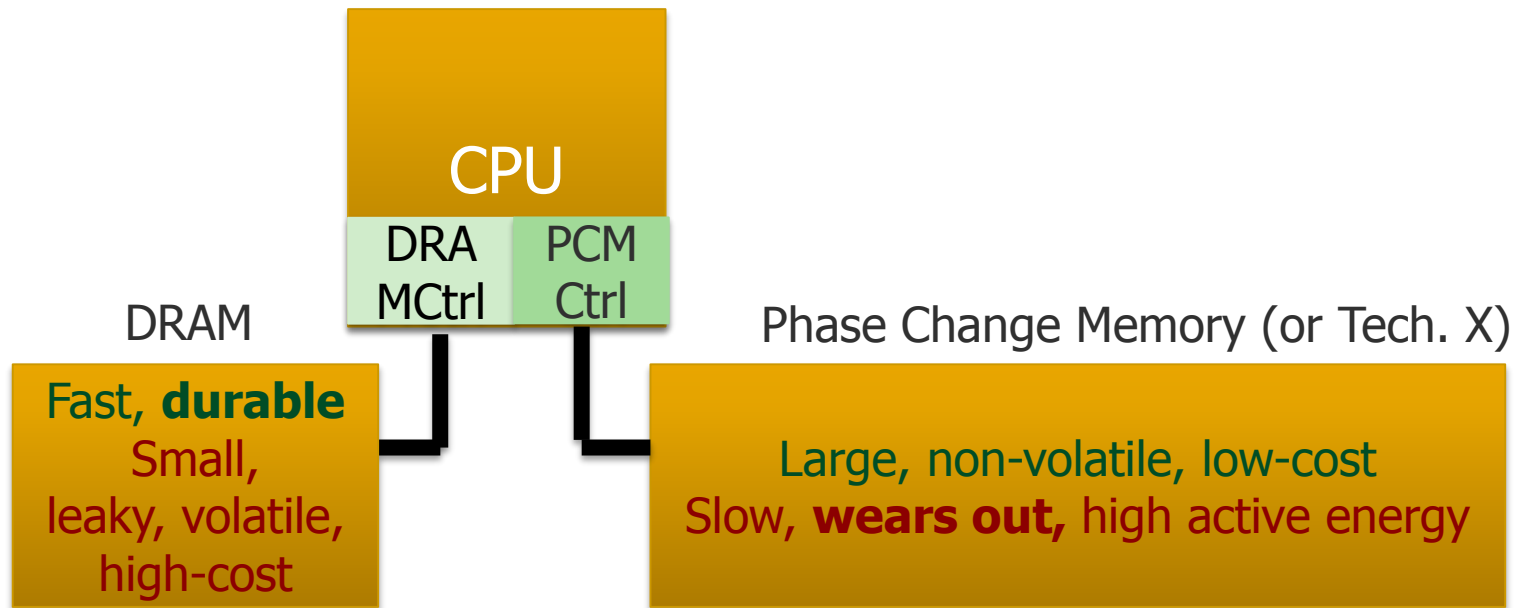 CPU
DRA
MCtrl
PCM
Ctrl
DRAM
Phase Change Memory (or Tech. X)
Fast, durable
Small,
leaky, volatile,
high-cost
Large, non-volatile, low-cost
Slow, wears out, high active energy